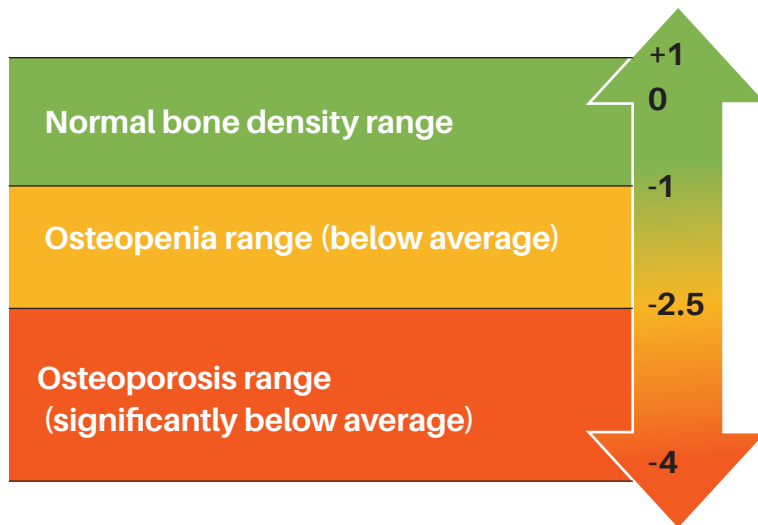 +1
0
Normal bone density range
-1
Osteopenia range (below average)
-2.5
Osteoporosis range
(significantly below average)
-4